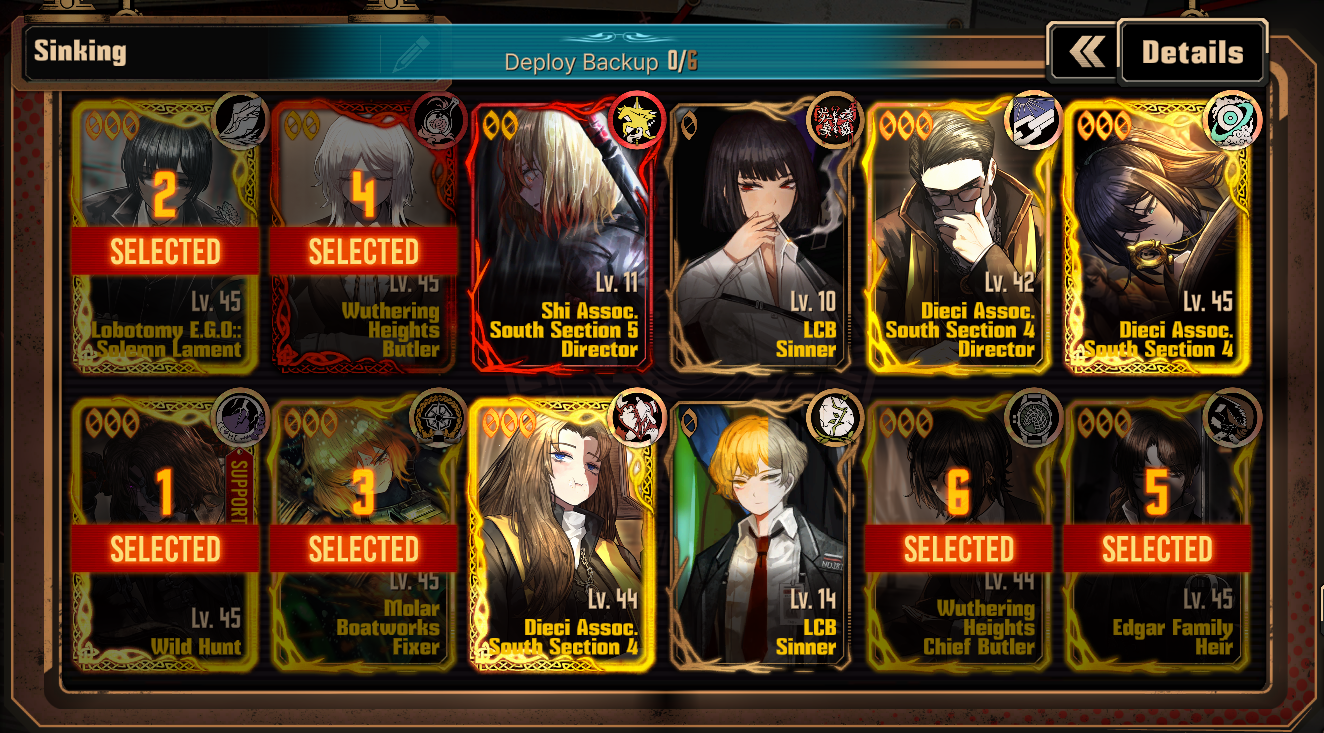 Sinking
Deploy Backup 0/6
Details
2
SELECTED
Lv. 45
Lobotomy E.G.O::
Solemn Lament
4
SELECTED
Lv. 45
Wuthering
Heights
Butler
Lv. 11
Shi Assoc.
South Section 5
Director
Lv. 10
LCB
Sinner
Lv. 42
Dieci Assoc.
South Section 4
Director
Lv. 45
Dieci Assoc.
South Section 4
1
SUPPORT
SELECTED
Lv. 45
Wild Hunt
3
SELECTED
Lv. 45
Molar
Boatworks
Fixer
Lv. 44
Dieci Assoc.
South Section 4
Lv. 14
LCB
Sinner
6
SELECTED
Lv. 44
Wuthering
Heights
Chief Butler
5
SELECTED
Lv. 45
Edgar Family
Heir